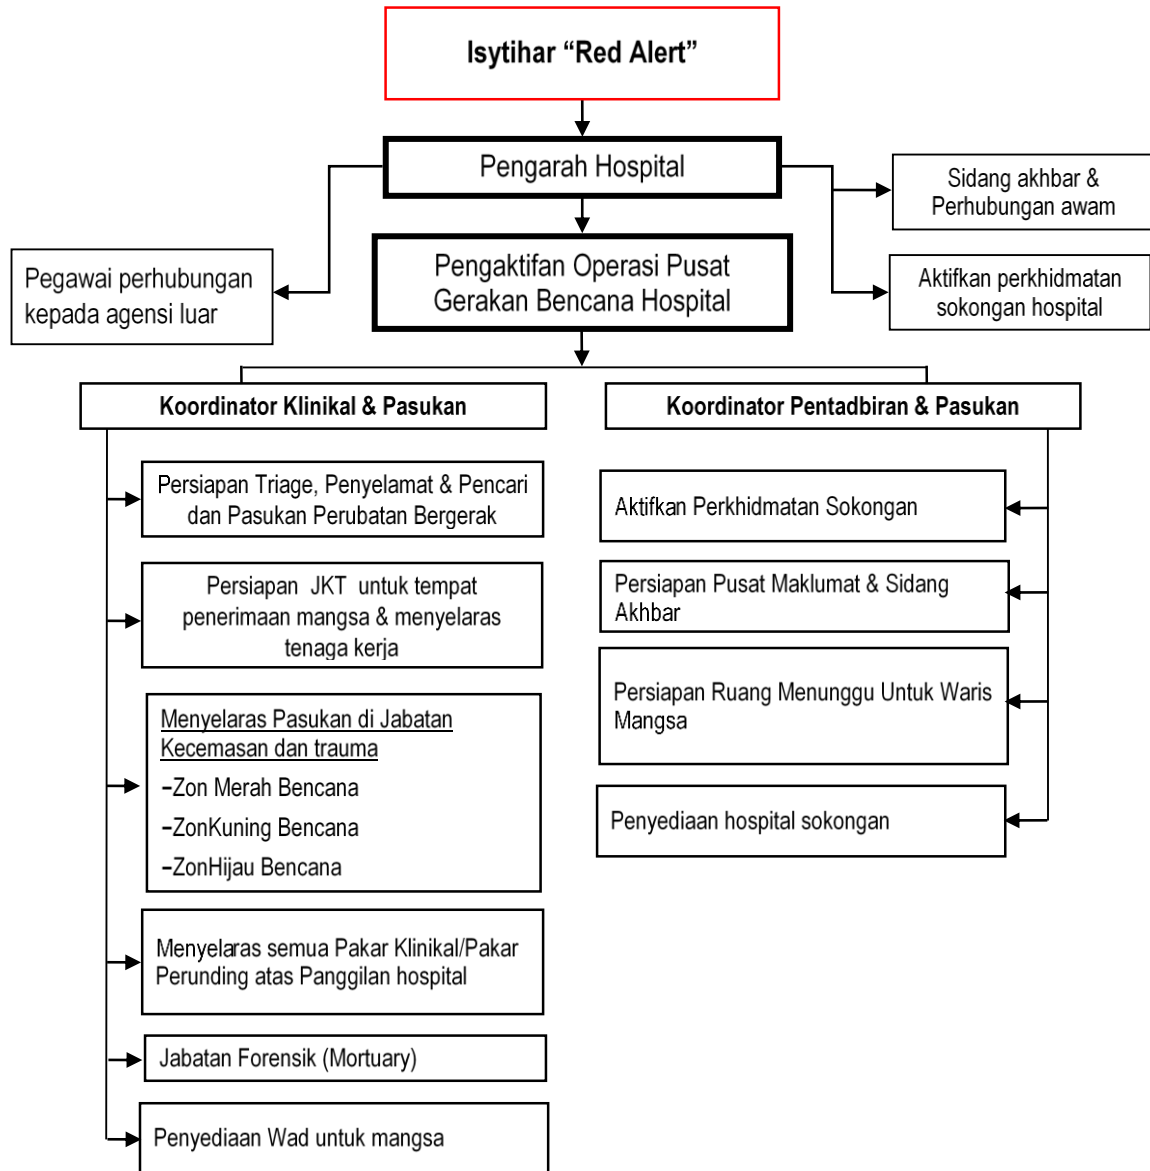 Isytihar “Red Alert”
Pengarah Hospital
Sidang akhbar &
Perhubungan awam
Pegawai perhubungan
kepada agensi luar
Pengaktifan Operasi Pusat
Gerakan Bencana Hospital
Aktifkan perkhidmatan
sokongan hospital
Koordinator Klinikal & Pasukan
Persiapan Triage, Penyelamat & Pencari
dan Pasukan Perubatan Bergerak
Persiapan JKT untuk tempat
penerimaan mangsa & menyelaras
tenaga kerja
Menyelaras Pasukan di Jabatan
Kecemasan dan trauma
–Zon Merah Bencana
–ZonKuning Bencana
–ZonHijau Bencana
Menyelaras semua Pakar Klinikal/Pakar
Perunding atas Panggilan hospital
Jabatan Forensik (Mortuary)
Penyediaan Wad untuk mangsa
Koordinator Pentadbiran & Pasukan
Aktifkan Perkhidmatan Sokongan
Persiapan Pusat Maklumat & Sidang
Akhbar
Persiapan Ruang Menunggu Untuk Waris
Mangsa
Penyediaan hospital sokongan